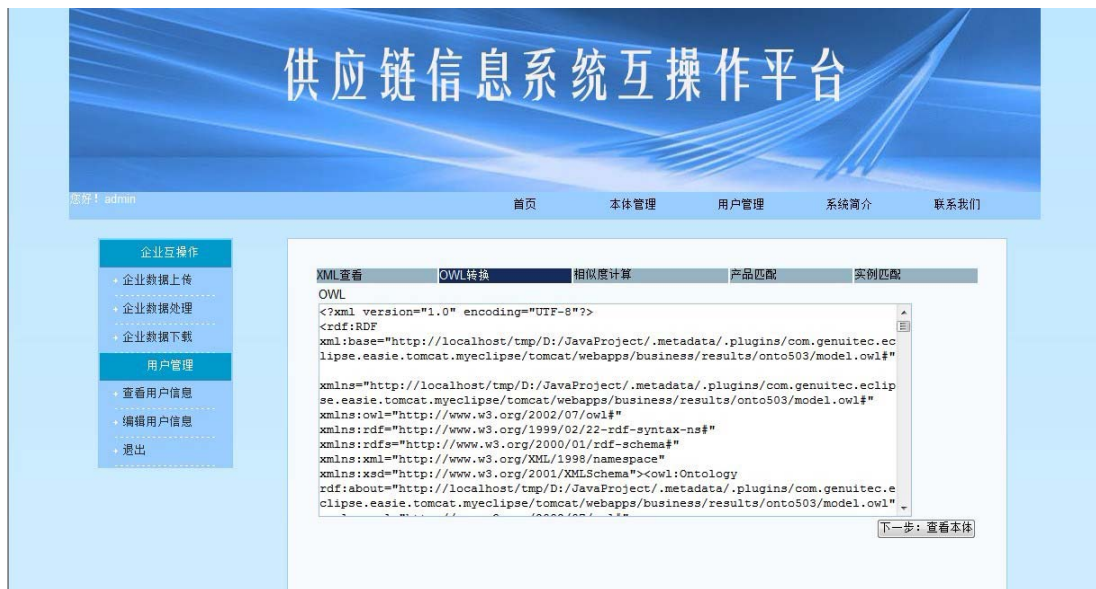 供应链信息系统互操作平台
您好！admin
首页 本体管理 用户管理 系统简介 联系我们
企业互操作
企业数据上传
企业数据处理
企业数据下载
用户管理
查看用户信息
编辑用户信息
退出
XML查看 OWL转换 相似度计算 产品匹配 实例匹配
OWL
<?xml version="1.0" encoding="UTF-8"?>
<rdf:RDF
xml:base="http://localhost/tmp/D:/JavaProject/.metadata/.plugins/com.genuitec.ec
lipse.easie.tomcat.myeclipse/tomcat/webapps/business/results/onto503/model.owl#"
xmlns="http://localhost/tmp/D:/JavaProject/.metadata/.plugins/com.genuitec.eclip
se.easie.tomcat.myeclipse/tomcat/webapps/business/results/onto503/model.owl#"
xmlns:owl="http://www.w3.org/2002/07/owl#"
xmlns:rdf="http://www.w3.org/1999/02/22-rdf-syntax-ns#"
xmlns:rdfs="http://www.w3.org/2000/01/rdf-schema#"
xmlns:xml="http://www.w3.org/XML/1998/namespace"
xmlns:xsd="http://www.w3.org/2001/XMLSchema"><owl:Ontology
rdf:about="http://localhost/tmp/D:/JavaProject/.metadata/.plugins/com.genuitec.e
clipse.easie.tomcat.myeclipse/tomcat/webapps/business/results/onto503/model.owl"
下一步：查看本体